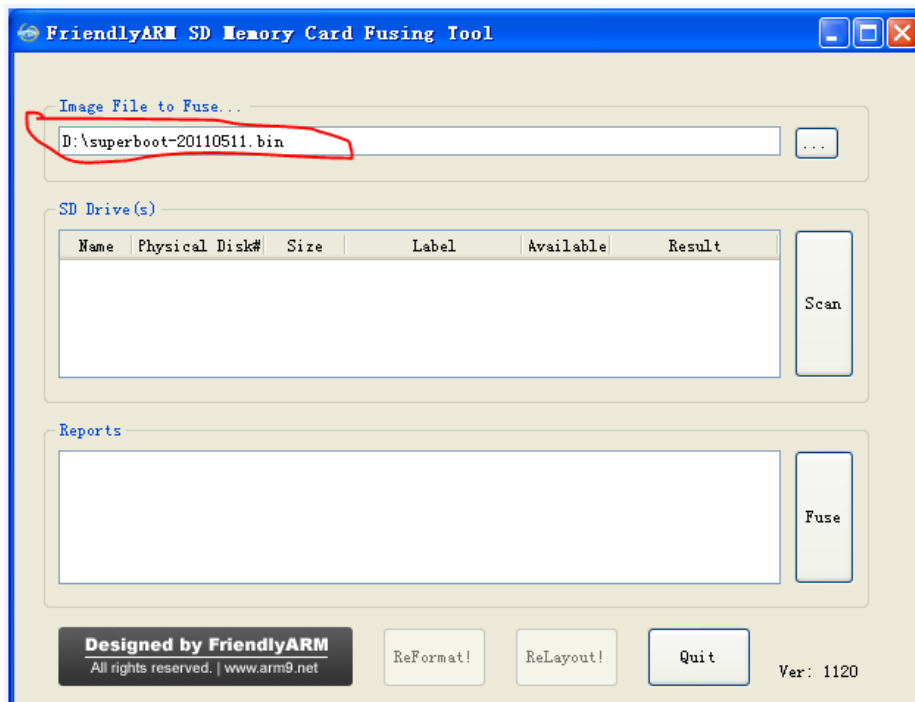 FriendlyARM SD Memory Card Fusing Tool
Image File to Fuse...
D:\superboot-20110511.bin
...
SD Drive(s)
Name Physical Disk# Size Label Available Result
Scan
Reports
Fuse
Designed by FriendlyARM
All rights reserved. | www.arm9.net
ReFormat!
ReLayout!
Quit
Ver: 1120